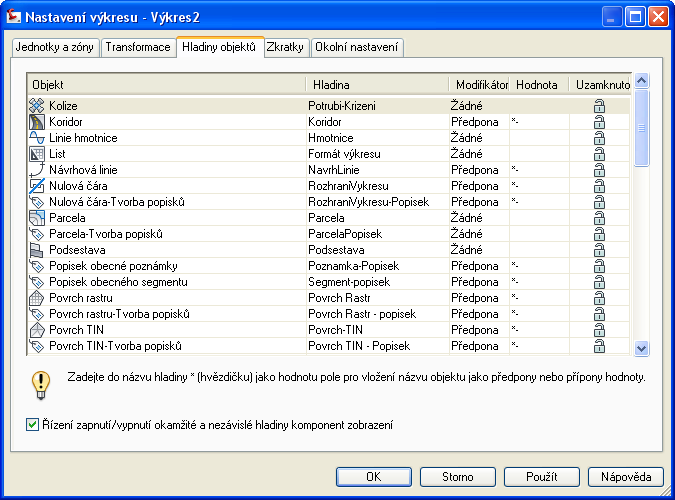 Nastavení výkresu - Výkres2
Jednotky a zóny Transformace Hladiny objektů Zkratky Okolní nastavení
Objekt Hladina Modifikátor Hodnota Uzamknuto
Kolize Potrubi-Krizeni Žádné
Koridor Koridor Předpona *-
Linie hmotnice Hmotnice Žádné
List Formát výkresu Žádné
Návrhová linie NavrhLinie Předpona *-
Nulová čára RozhraniVykresu Předpona *-
Nulová čára-Tvorba popisků RozhraniVykresu-Popisek Předpona *-
Parcela Parcela Žádné
Parcela-Tvorba popisků ParcelaPopisek Žádné
Podsestava Podsestava Žádné
Popisek obecné poznámky Poznamka-Popisek Předpona *-
Popisek obecného segmentu Segment-popisek Předpona *-
Povrch rastru Povrch Rastr Předpona *-
Povrch rastru-Tvorba popisků Povrch Rastr - popisek Předpona *-
Povrch TIN Povrch-TIN Předpona *-
Povrch TIN-Tvorba popisků Povrch TIN - Popisek Předpona *-
Zadejte do názvu hladiny * (hvězdičku) jako hodnotu pole pro vložení názvu objektu jako předpony nebo přípony hodnoty.
Řízení zapnutí/vypnutí okamžité a nezávislé hladiny komponent zobrazení
OK Storno Použít Nápověda